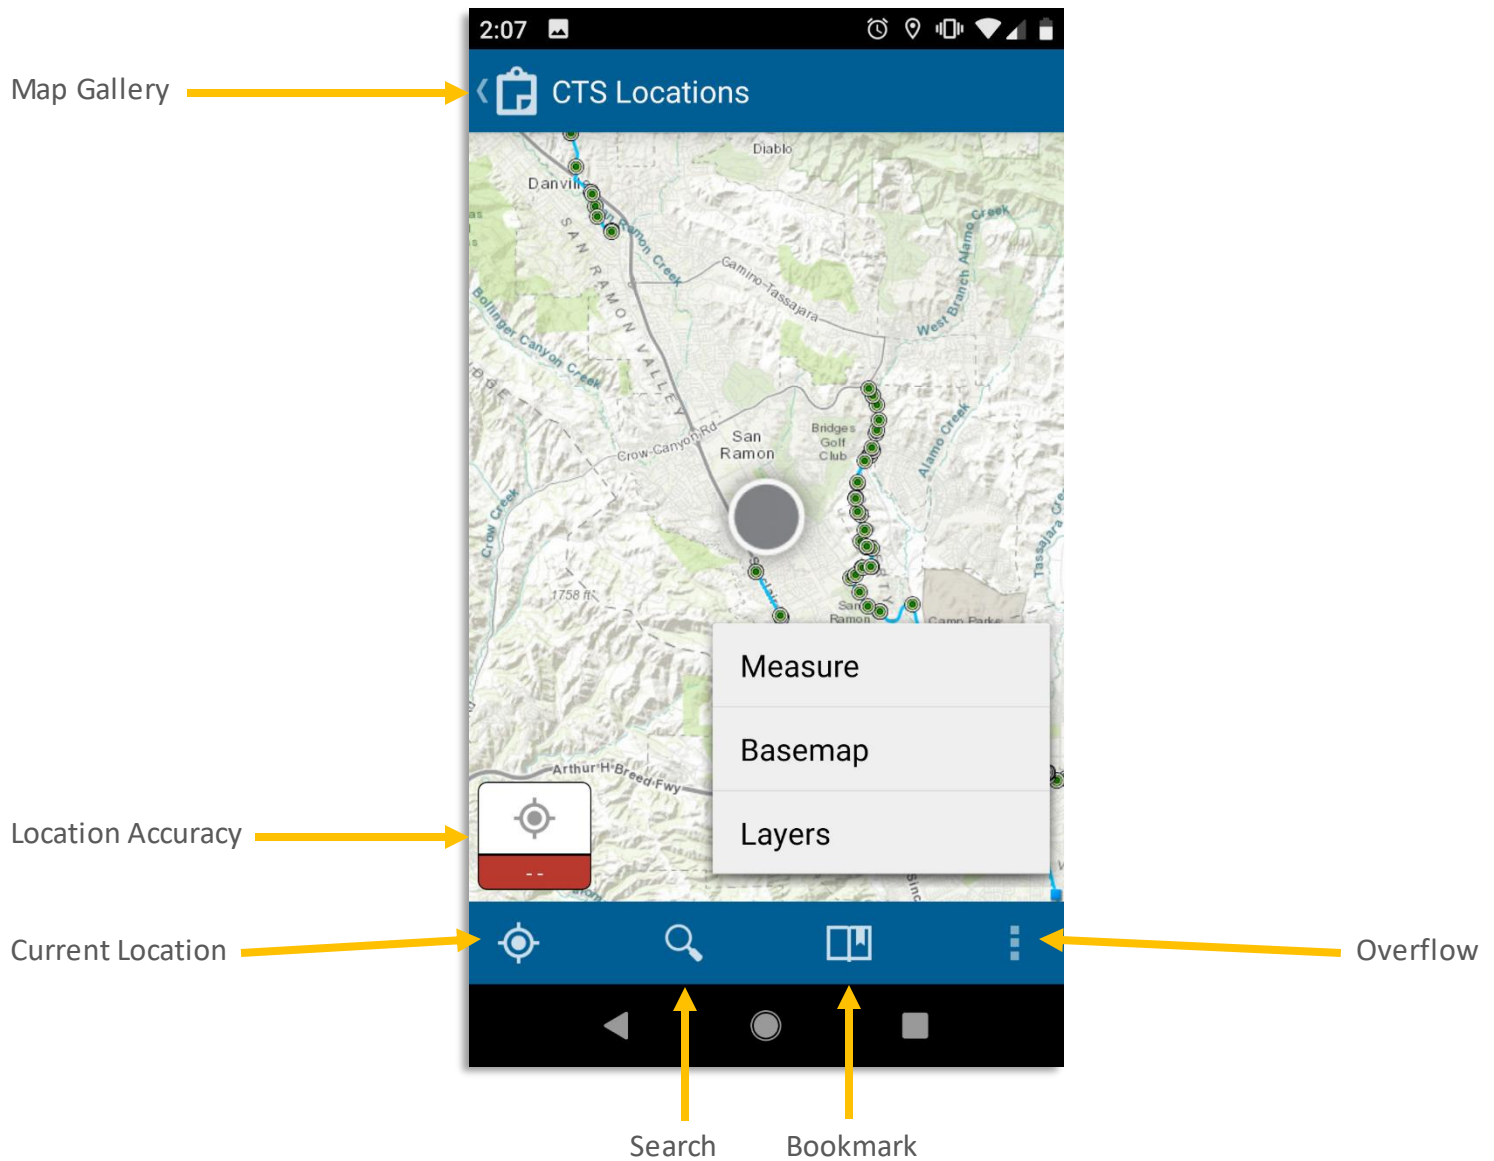 2:07
Map Gallery
CTS Locations
Diablo
Danville
San Ramon Creek
SAN RAMON VALLEY
West Branch Alamo Creek
Camino-Tassajara
Bollinger Canyon Creek
Crow-Canyon-Rd
San
Ramon
Bridges
Golf
Club
Alamo Creek
Crow Creek
1758 ft
San
Ramon
Camp Parks
Measure
Basemap
Layers
Arthur-H-Breed-Fwy
Location Accuracy
- -
Current Location
Overflow
Search
Bookmark